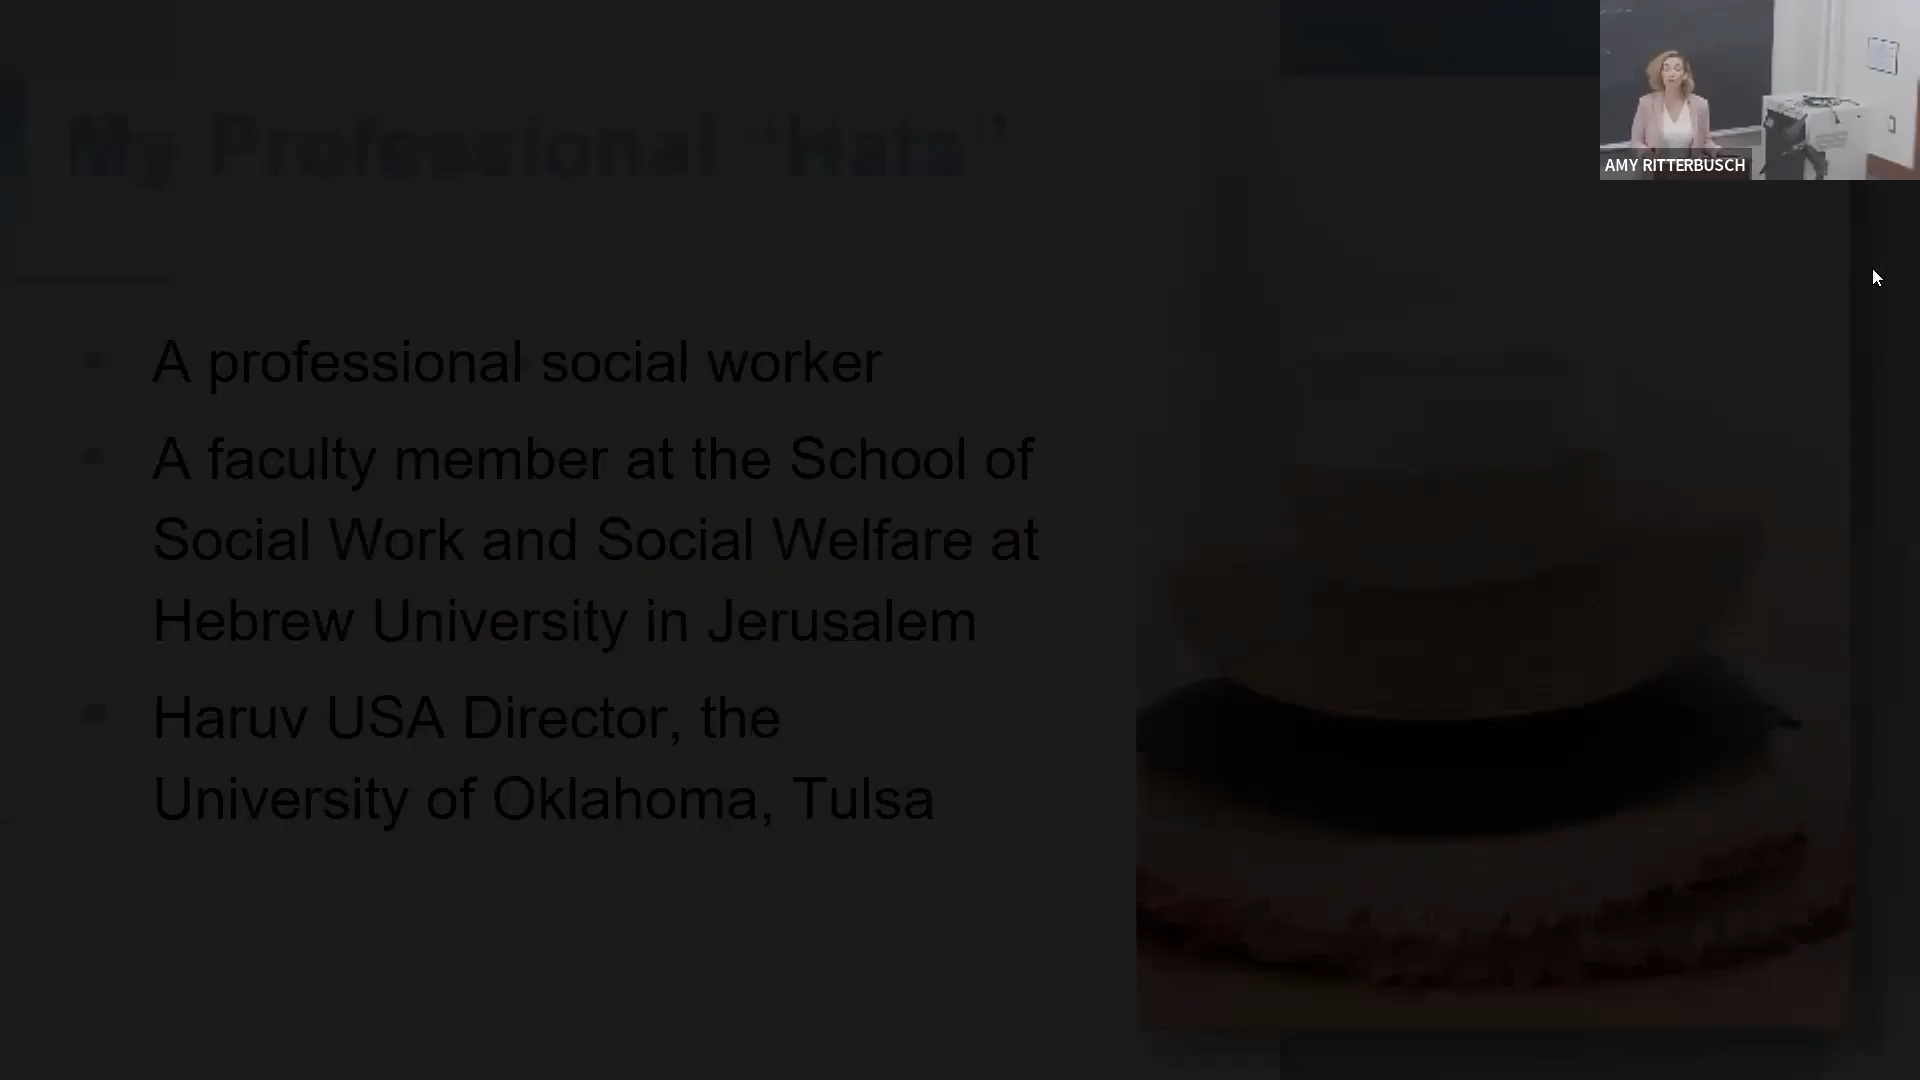 My Professional "Hats"
AMY RITTERBUSCH
• A professional social worker
• A faculty member at the School of
Social Work and Social Welfare at
Hebrew University in Jerusalem
• Haruv USA Director, the
University of Oklahoma, Tulsa